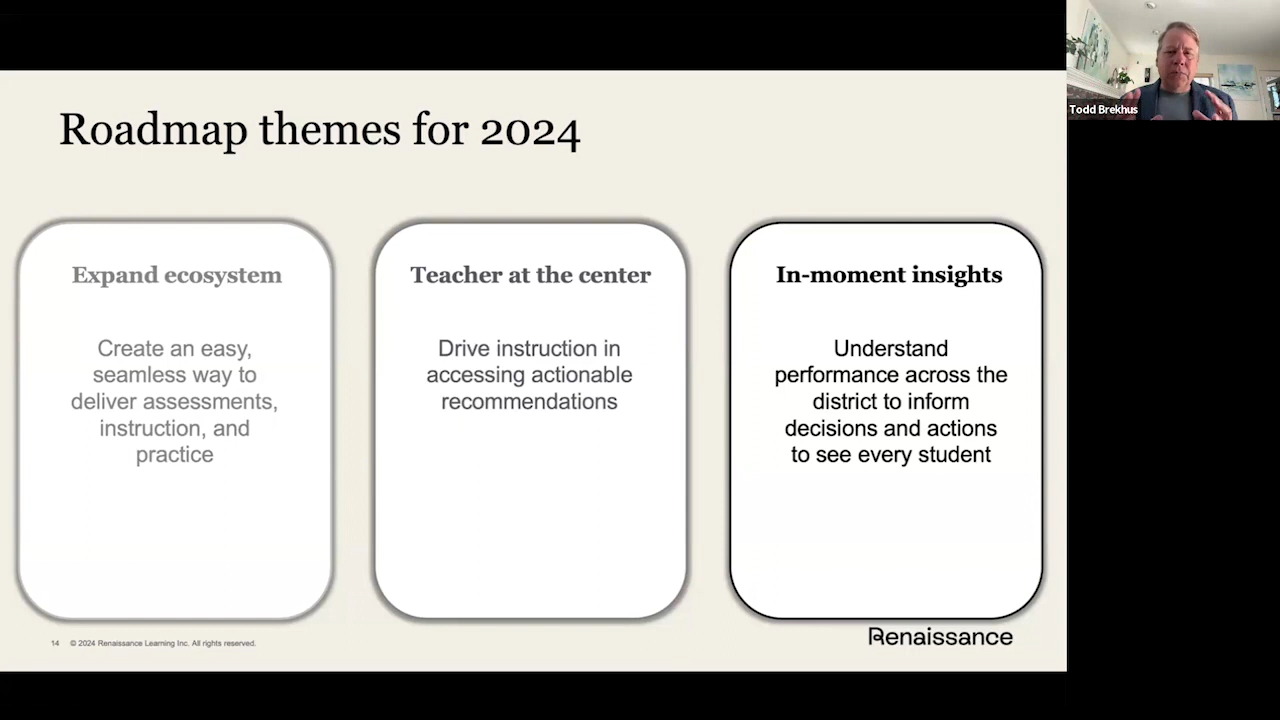 Roadmap themes for 2024
Expand ecosystem
Create an easy,
seamless way to
deliver assessments,
instruction, and
practice
Teacher at the center
Drive instruction in
accessing actionable
recommendations
In-moment insights
Understand
performance across the
district to inform
decisions and actions
to see every student
14 © 2024 Renaissance Learning Inc. All rights reserved.
Renaissance
Todd Brekhus